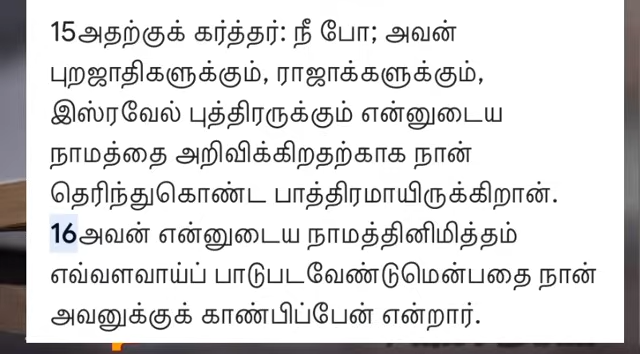 15அதற்குக் கர்த்தர்: நீ போ; அவன்
புறஜாதிகளுக்கும், ராஜாக்களுக்கும்,
இஸ்ரவேல் புத்திரருக்கும் என்னுடைய
நாமத்தை அறிவிக்கிறதற்காக நான்
தெரிந்துகொண்ட பாத்திரமாயிருக்கிறான்.
16அவன் என்னுடைய நாமத்தினிமித்தம்
எவ்வளவாய்ப் பாடுபடவேண்டுமென்பதை நான்
அவனுக்குக் காண்பிப்பேன் என்றார்.